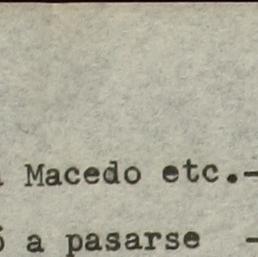 Macedo etc.-
a pasarse -